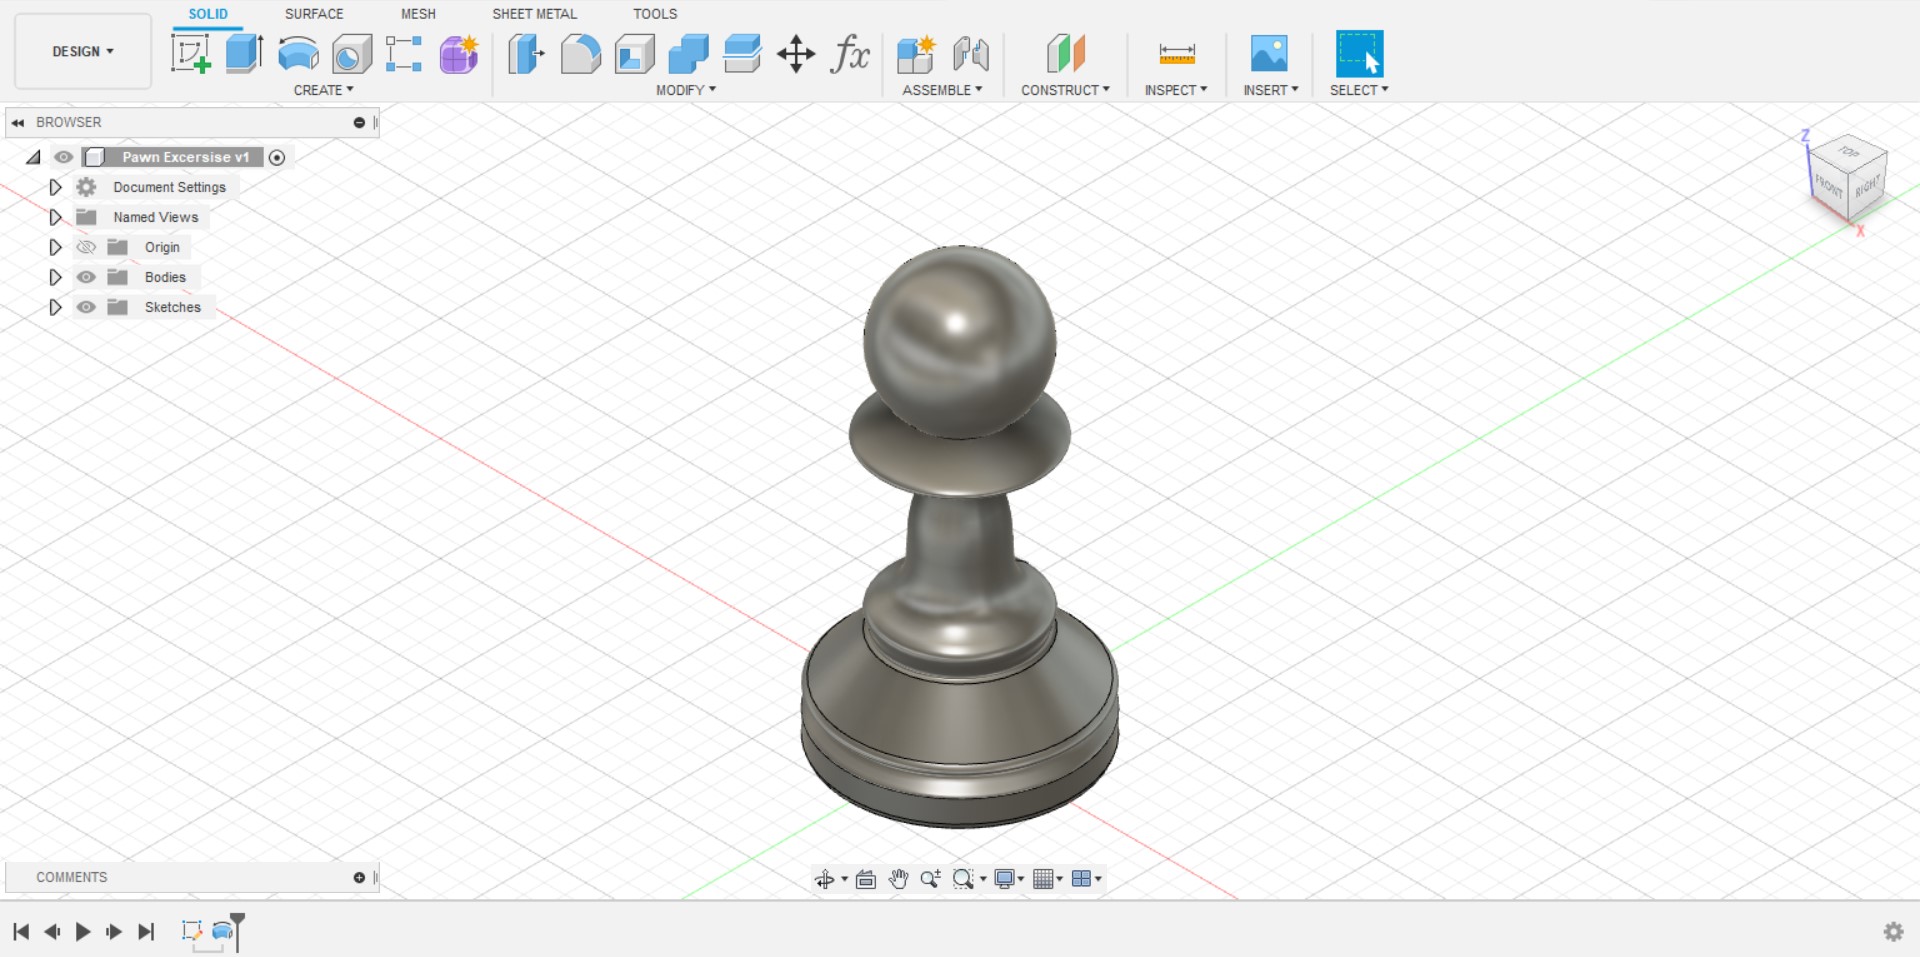 SOLID SURFACE MESH SHEET METAL TOOLS
DESIGN
fx
CREATE MODIFY ASSEMBLE CONSTRUCT INSPECT INSERT SELECT
BROWSER
Pawn Excersise v1
Document Settings
Named Views
Origin
Bodies
Sketches
Z
TOP
FRONT RIGHT
X
COMMENTS